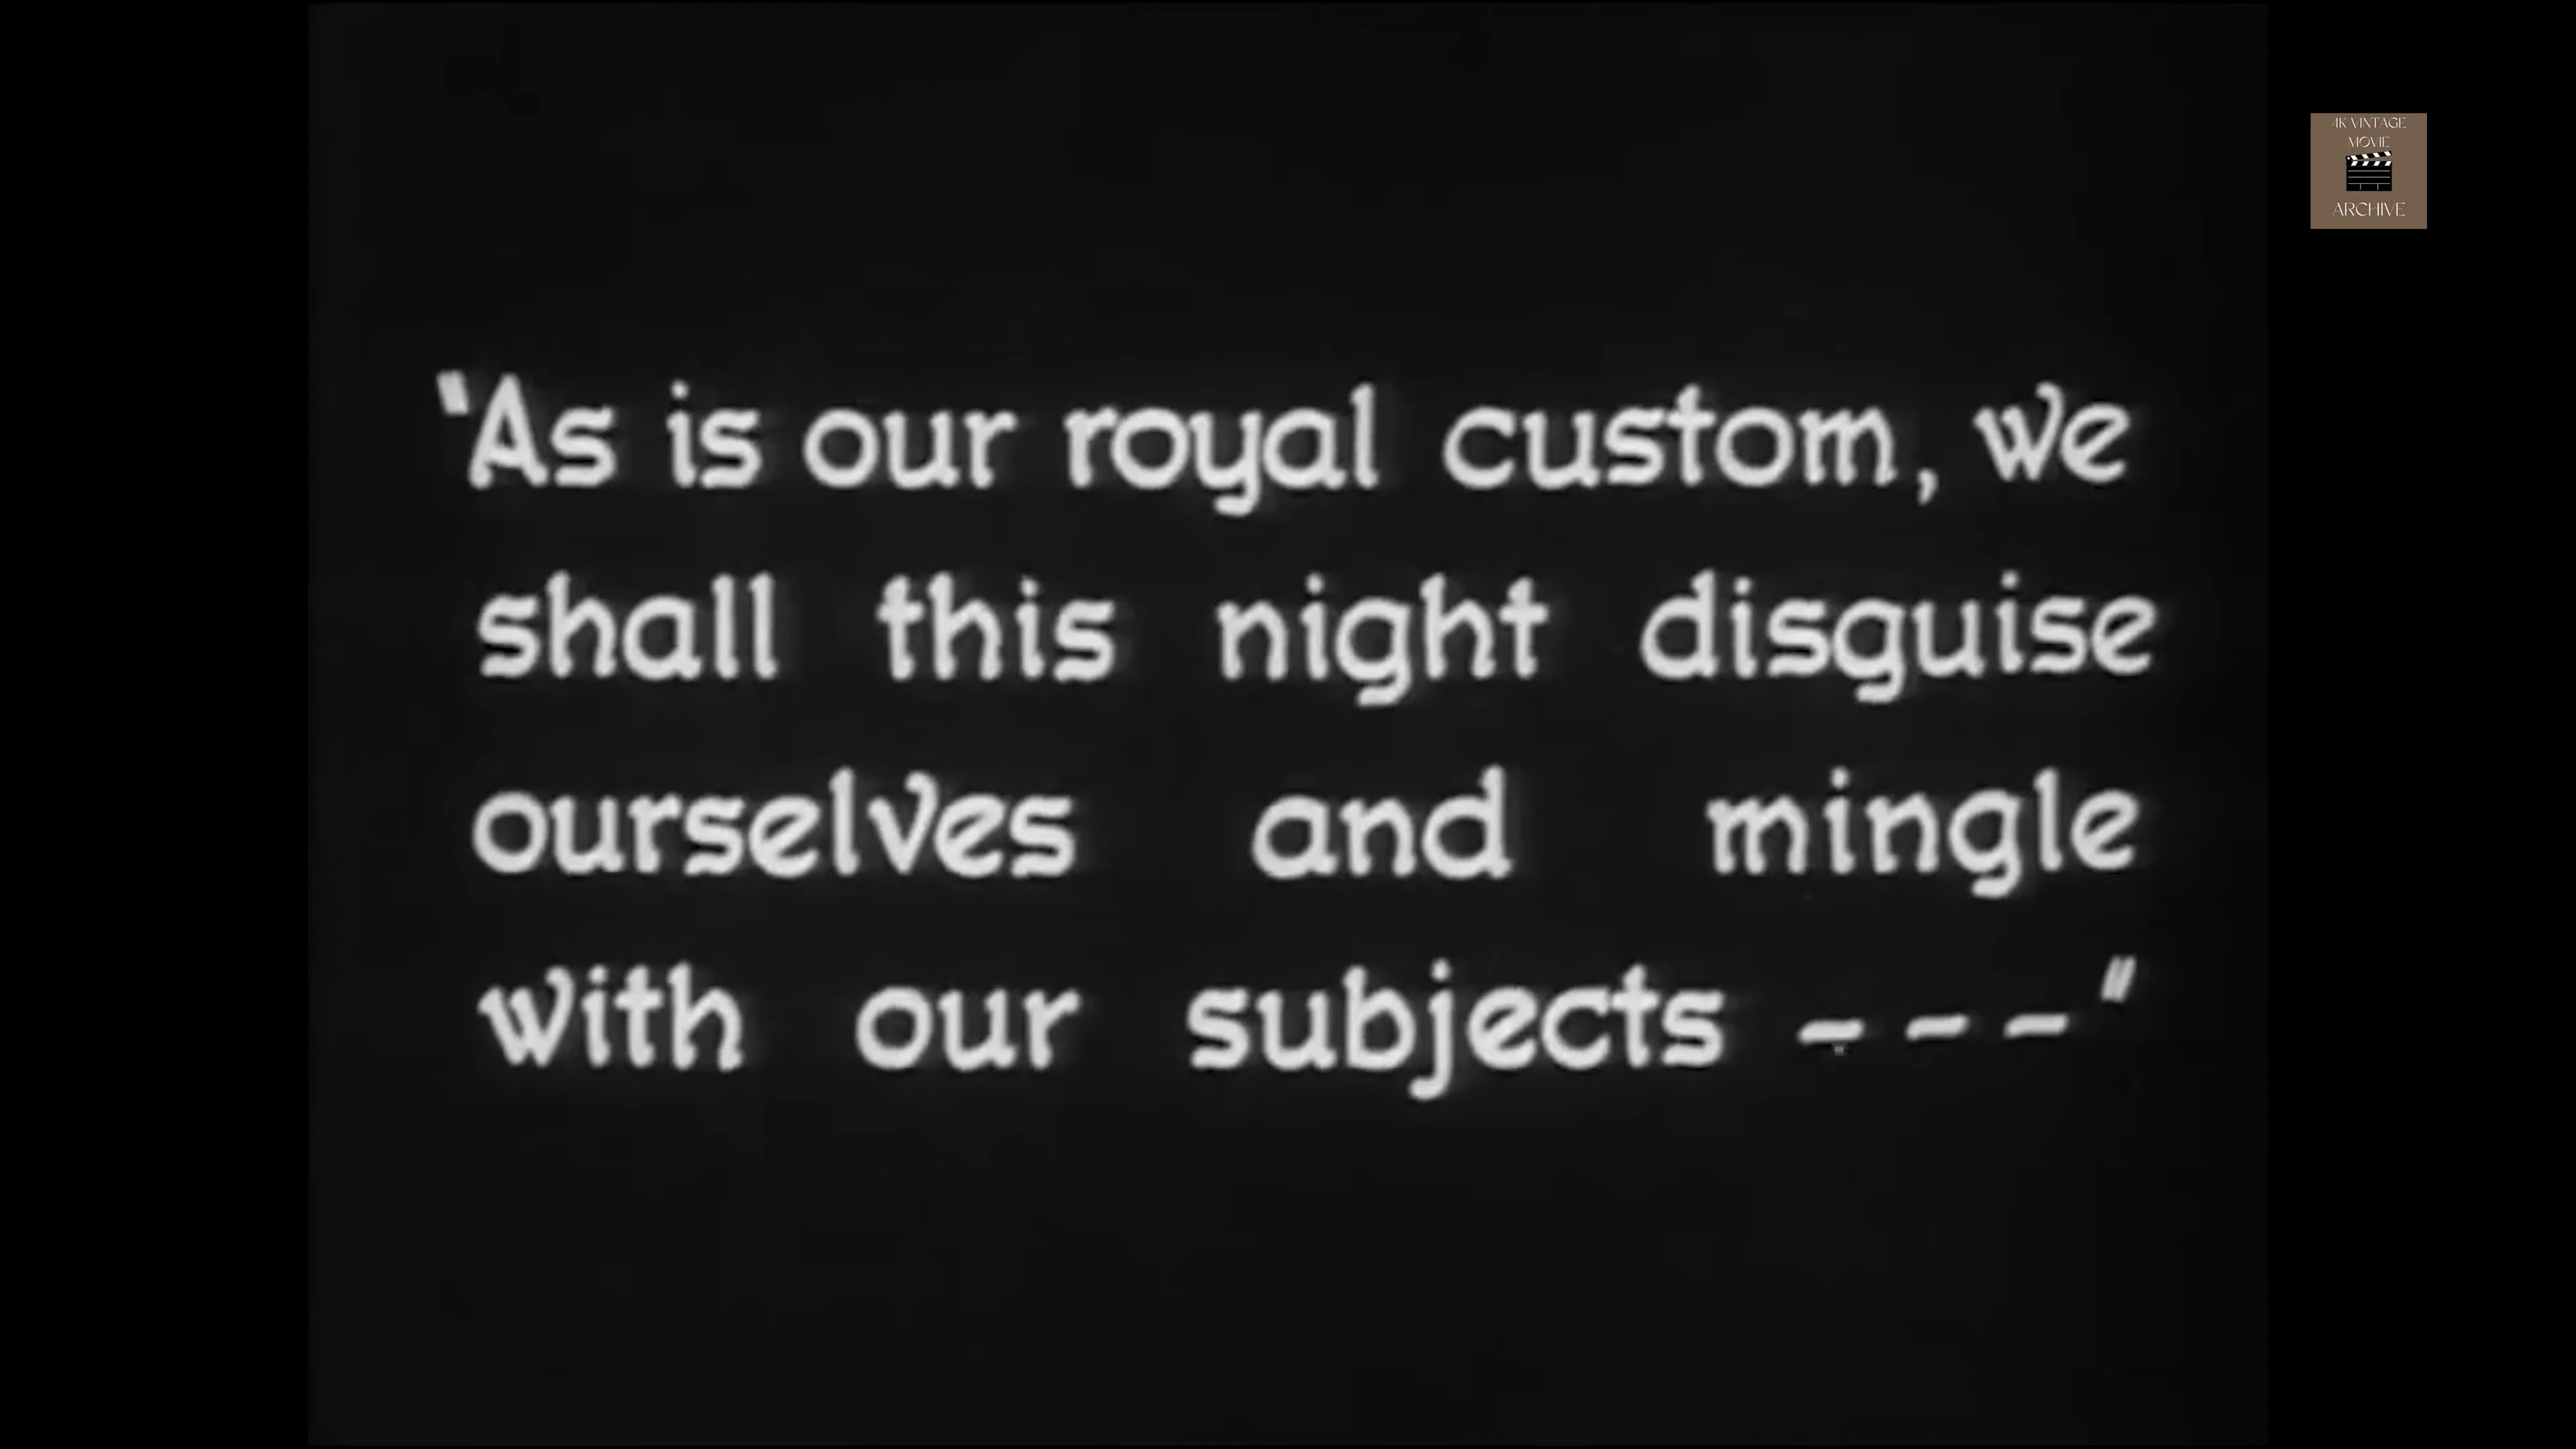 "As is our royal custom, we
shall this night disguise
ourselves and mingle
with our subjects ---"
4K VINTAGE
MOVIE
ARCHIVE